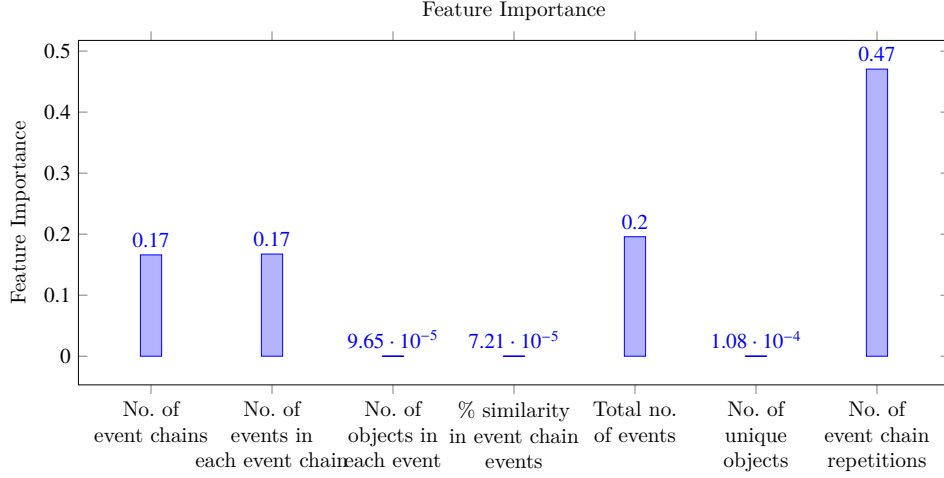 Feature Importance
Feature Importance
0.5
0.4
0.3
0.2
0.1
0
0.17
0.17
9.65 · 10⁻⁵
7.21 · 10⁻⁵
0.2
1.08 · 10⁻⁴
0.47
No. of
event chains
No. of
events in
each event chain
No. of
objects in
each event
% similarity
in event chain
events
Total no.
of events
No. of
unique
objects
No. of
event chain
repetitions